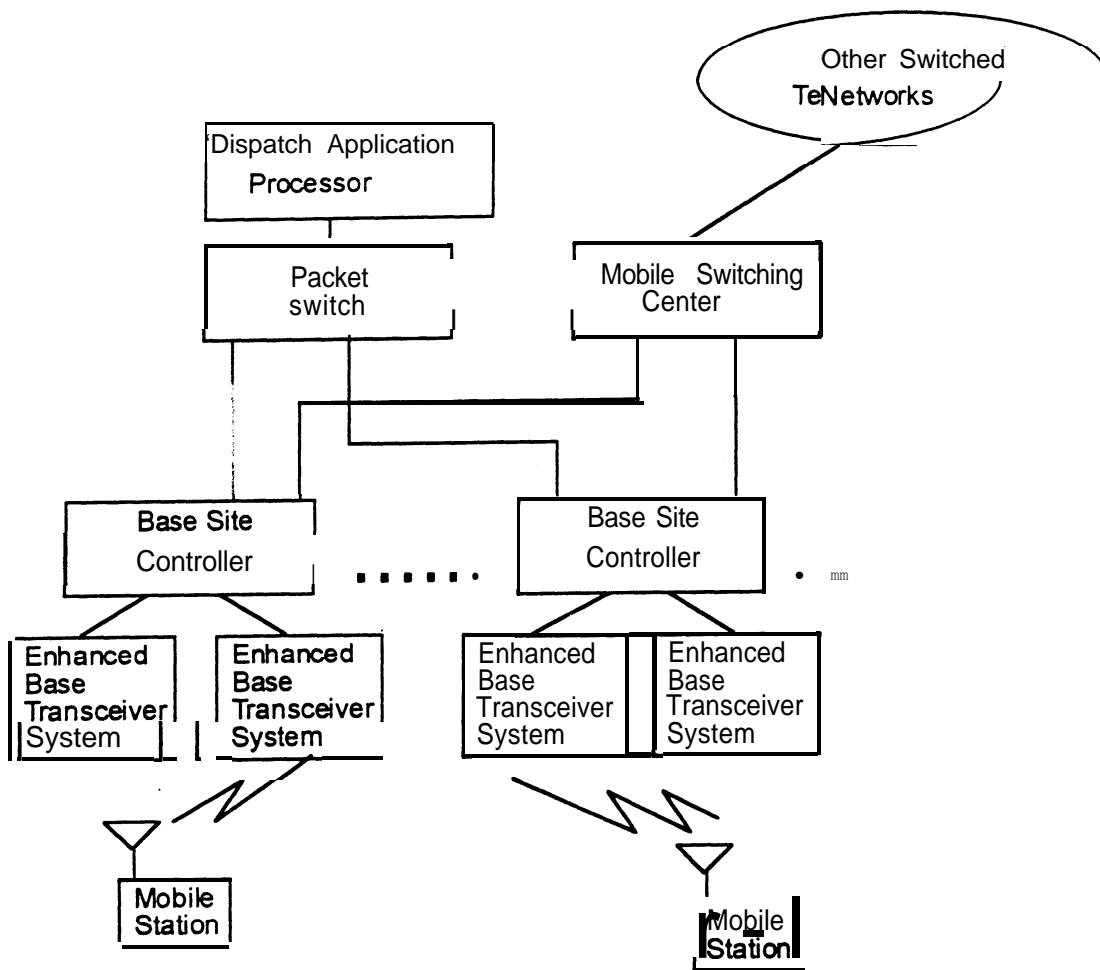 Other Switched
TeNetworks
Dispatch Application
Processor
Packet
switch
Mobile Switching
Center
Base Site
Controller
Base Site
Controller
mm
Enhanced
Base
Transceiver
System
Enhanced
Base
Transceiver
System
Enhanced
Base
Transceiver
System
Enhanced
Base
Transceiver
System
Mobile
Station
Mobile
Station